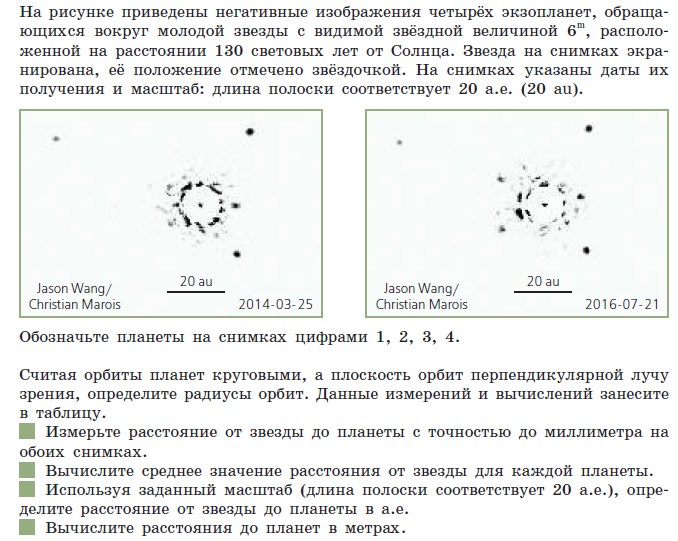 На рисунке приведены негативные изображения четырёх экзопланет, обраща-
ющихся вокруг молодой звезды с видимой звёздной величиной 6ᵐ, располо-
женной на расстоянии 130 световых лет от Солнца. Звезда на снимках экра-
нирована, её положение отмечено звёздочкой. На снимках указаны даты их
получения и масштаб: длина полоски соответствует 20 а.е. (20 au).
Jason Wang/
Christian Marois
20 au
2014-03-25
Jason Wang/
Christian Marois
20 au
2016-07-21
Обозначьте планеты на снимках цифрами 1, 2, 3, 4.
Считая орбиты планет круговыми, а плоскость орбит перпендикулярной лучу
зрения, определите радиусы орбит. Данные измерений и вычислений занесите
в таблицу.
Измерьте расстояние от звезды до планеты с точностью до миллиметра на
обоих снимках.
Вычислите среднее значение расстояния от звезды для каждой планеты.
Используя заданный масштаб (длина полоски соответствует 20 а.е.), опре-
делите расстояние от звезды до планеты в а.е.
Вычислите расстояния до планет в метрах.